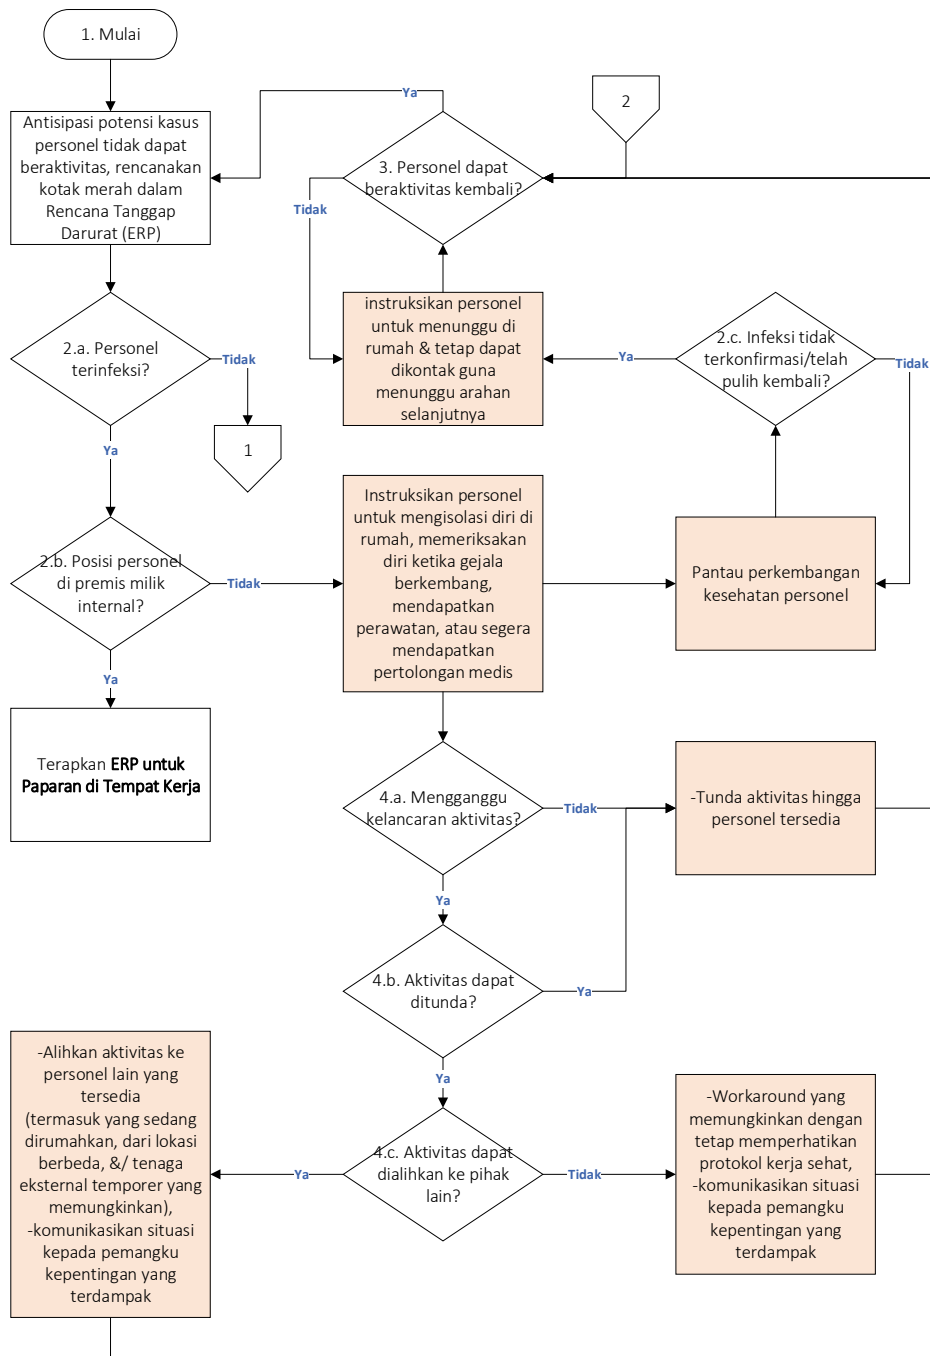 1. Mulai
Antisipasi potensi kasus
personel tidak dapat
beraktivitas, rencanakan
kotak merah dalam
Rencana Tanggap
Darurat (ERP)
Ya
3. Personel dapat
beraktivitas kembali?
2
Tidak
2.a. Personel
terinfeksi?
Tidak
1
Ya
instruksikan personel
untuk menunggu di
rumah & tetap dapat
dikontak guna
menunggu arahan
selanjutnya
Ya
2.c. Infeksi tidak
terkonfirmasi/telah
pulih kembali?
Tidak
2.b. Posisi personel
di premis milik
internal?
Tidak
Ya
Instruksikan personel
untuk mengisolasi diri di
rumah, memeriksakan
diri ketika gejala
berkembang,
mendapatkan
perawatan, atau segera
mendapatkan
pertolongan medis
Pantau perkembangan
kesehatan personel
Terapkan ERP untuk
Paparan di Tempat Kerja
4.a. Mengganggu
kelancaran aktivitas?
Tidak
-Tunda aktivitas hingga
personel tersedia
Ya
4.b. Aktivitas dapat
ditunda?
Ya
Ya
4.c. Aktivitas dapat
dialihkan ke pihak
lain?
Ya
Tidak
-Alihkan aktivitas ke
personel lain yang
tersedia
(termasuk yang sedang
dirumahkan, dari lokasi
berbeda, &/ tenaga
eksternal temporer yang
memungkinkan),
-komunikasikan situasi
kepada pemangku
kepentingan yang
terdampak
-Workaround yang
memungkinkan dengan
tetap memperhatikan
protokol kerja sehat,
-komunikasikan situasi
kepada pemangku
kepentingan yang
terdampak